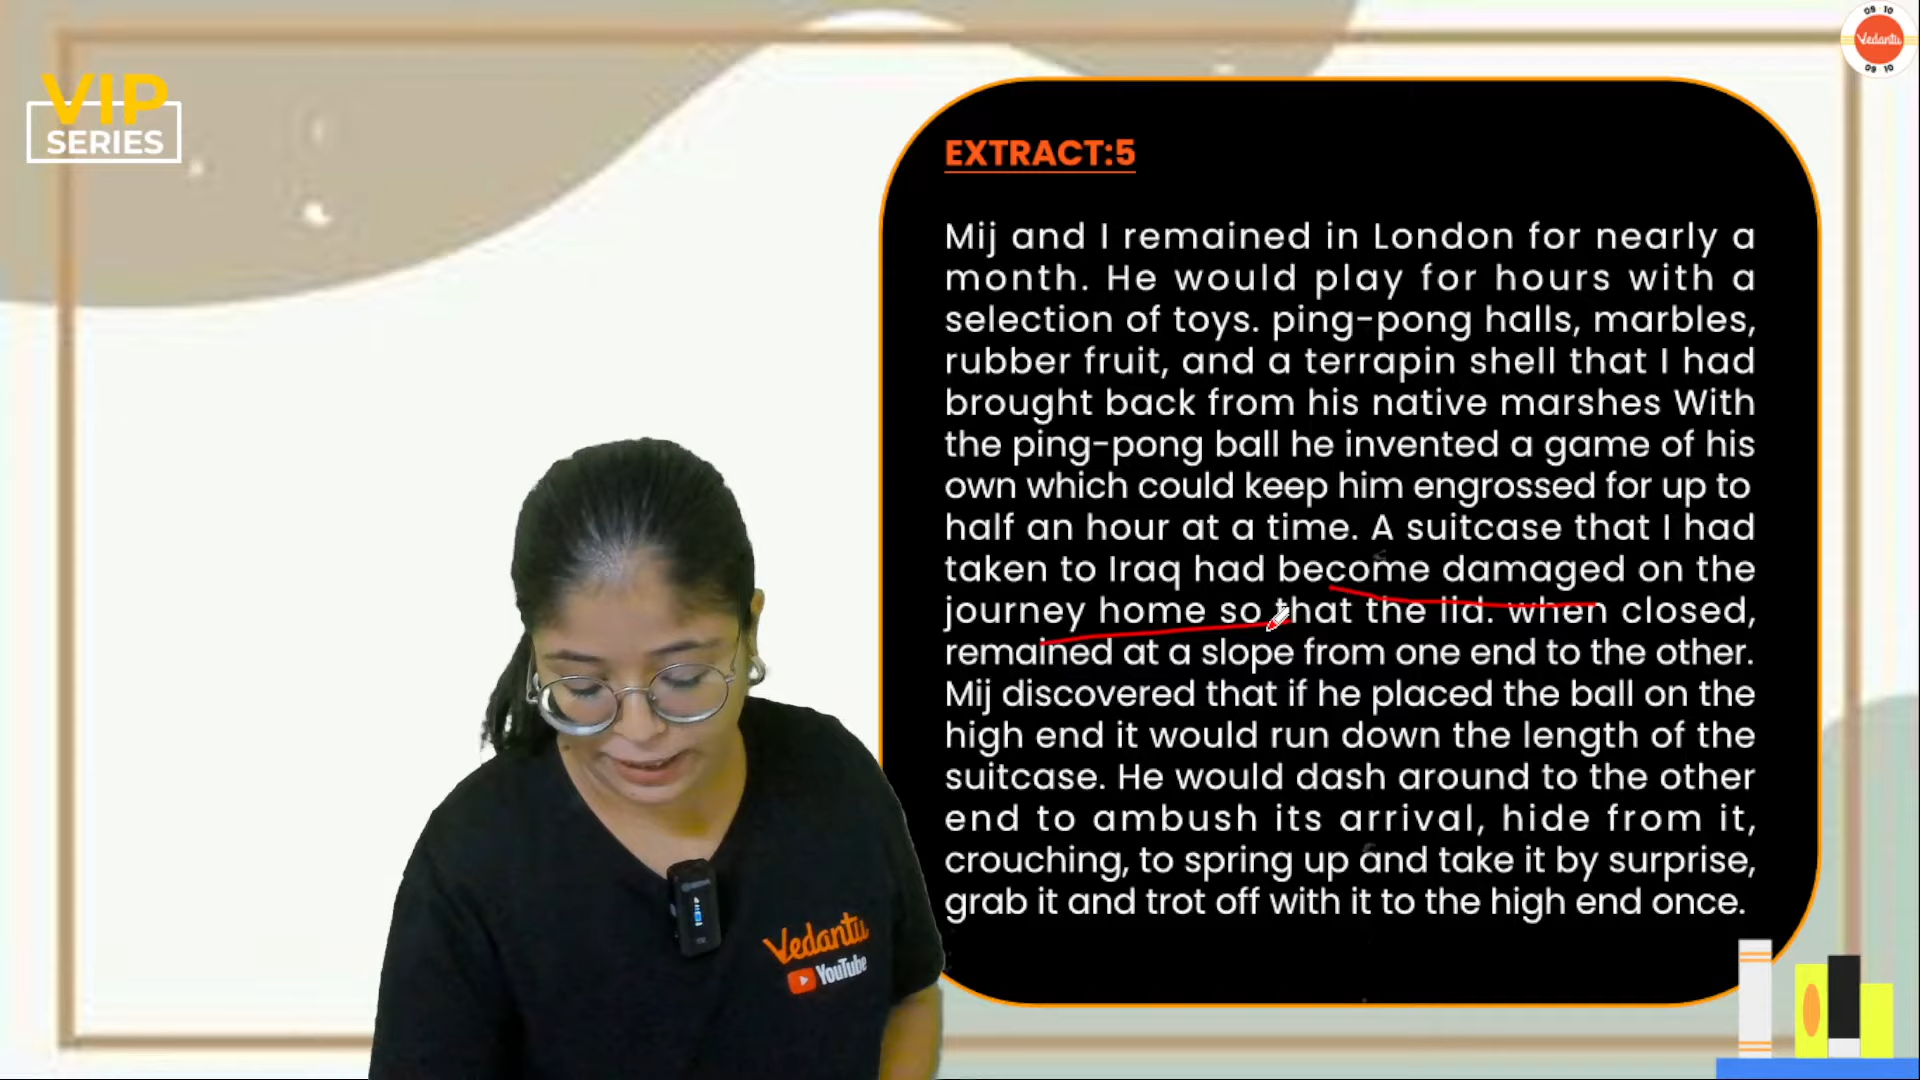 VIP
SERIES
09 10
Vedantu
09 10
EXTRACT:5
Mij and I remained in London for nearly a
month. He would play for hours with a
selection of toys. ping-pong halls, marbles,
rubber fruit, and a terrapin shell that I had
brought back from his native marshes With
the ping-pong ball he invented a game of his
own which could keep him engrossed for up to
half an hour at a time. A suitcase that I had
taken to Iraq had become damaged on the
journey home so that the lid. when closed,
remained at a slope from one end to the other.
Mij discovered that if he placed the ball on the
high end it would run down the length of the
suitcase. He would dash around to the other
end to ambush its arrival, hide from it,
crouching, to spring up and take it by surprise,
grab it and trot off with it to the high end once.
Vedantu
YouTube